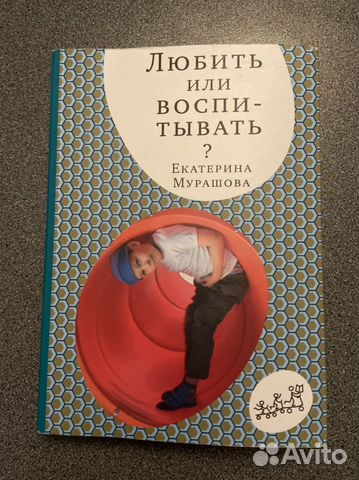 Любить
или
воспи-
тывать
?
Екатерина
Мурашова
Avito